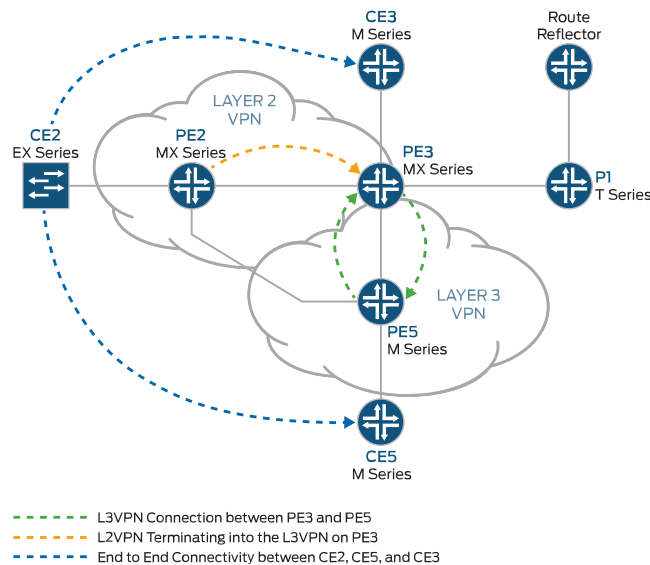 CE3
M Series
Route
Reflector
LAYER 2
VPN
CE2
EX Series
PE2
MX Series
PE3
MX Series
P1
T Series
LAYER 3
VPN
PE5
M Series
CE5
M Series
L3VPN Connection between PE3 and PE5
L2VPN Terminating into the L3VPN on PE3
End to End Connectivity between CE2, CE5, and CE3